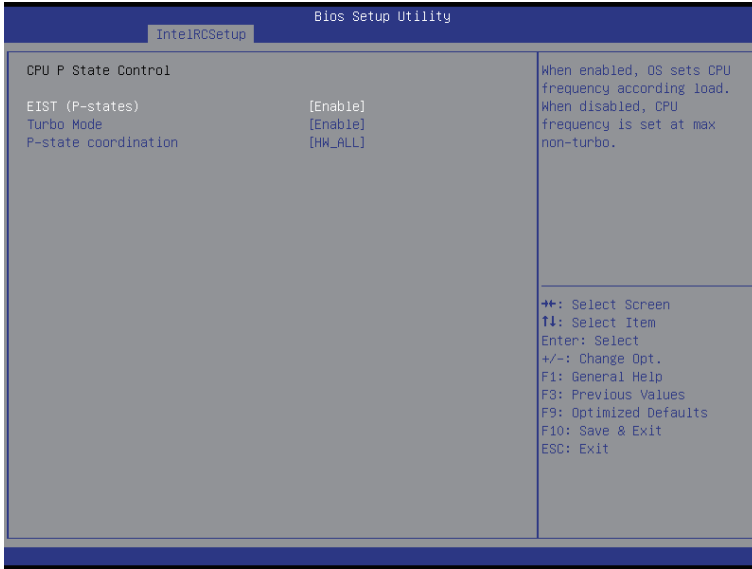 Bios Setup Utility
IntelRCSetup
CPU P State Control
EIST (P-states) [Enable]
Turbo Mode [Enable]
P-state coordination [HW_ALL]
When enabled, OS sets CPU
frequency according load.
When disabled, CPU
frequency is set at max
non-turbo.
→←: Select Screen
↑↓: Select Item
Enter: Select
+/-: Change Opt.
F1: General Help
F3: Previous Values
F9: Optimized Defaults
F10: Save & Exit
ESC: Exit